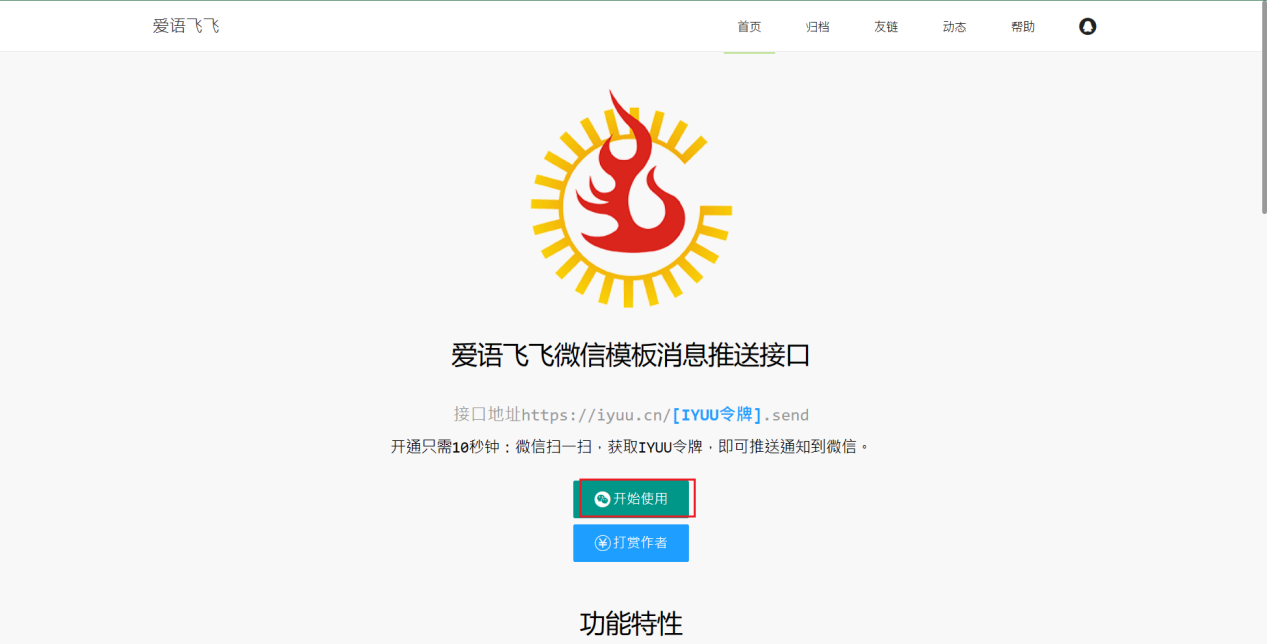 爱语飞飞
首页 归档 友链 动态 帮助
爱语飞飞微信模板消息推送接口
接口地址https://iyuu.cn/[IYUU令牌].send
开通只需10秒钟：微信扫一扫，获取IYUU令牌，即可推送通知到微信。
开始使用
打赏作者
功能特性